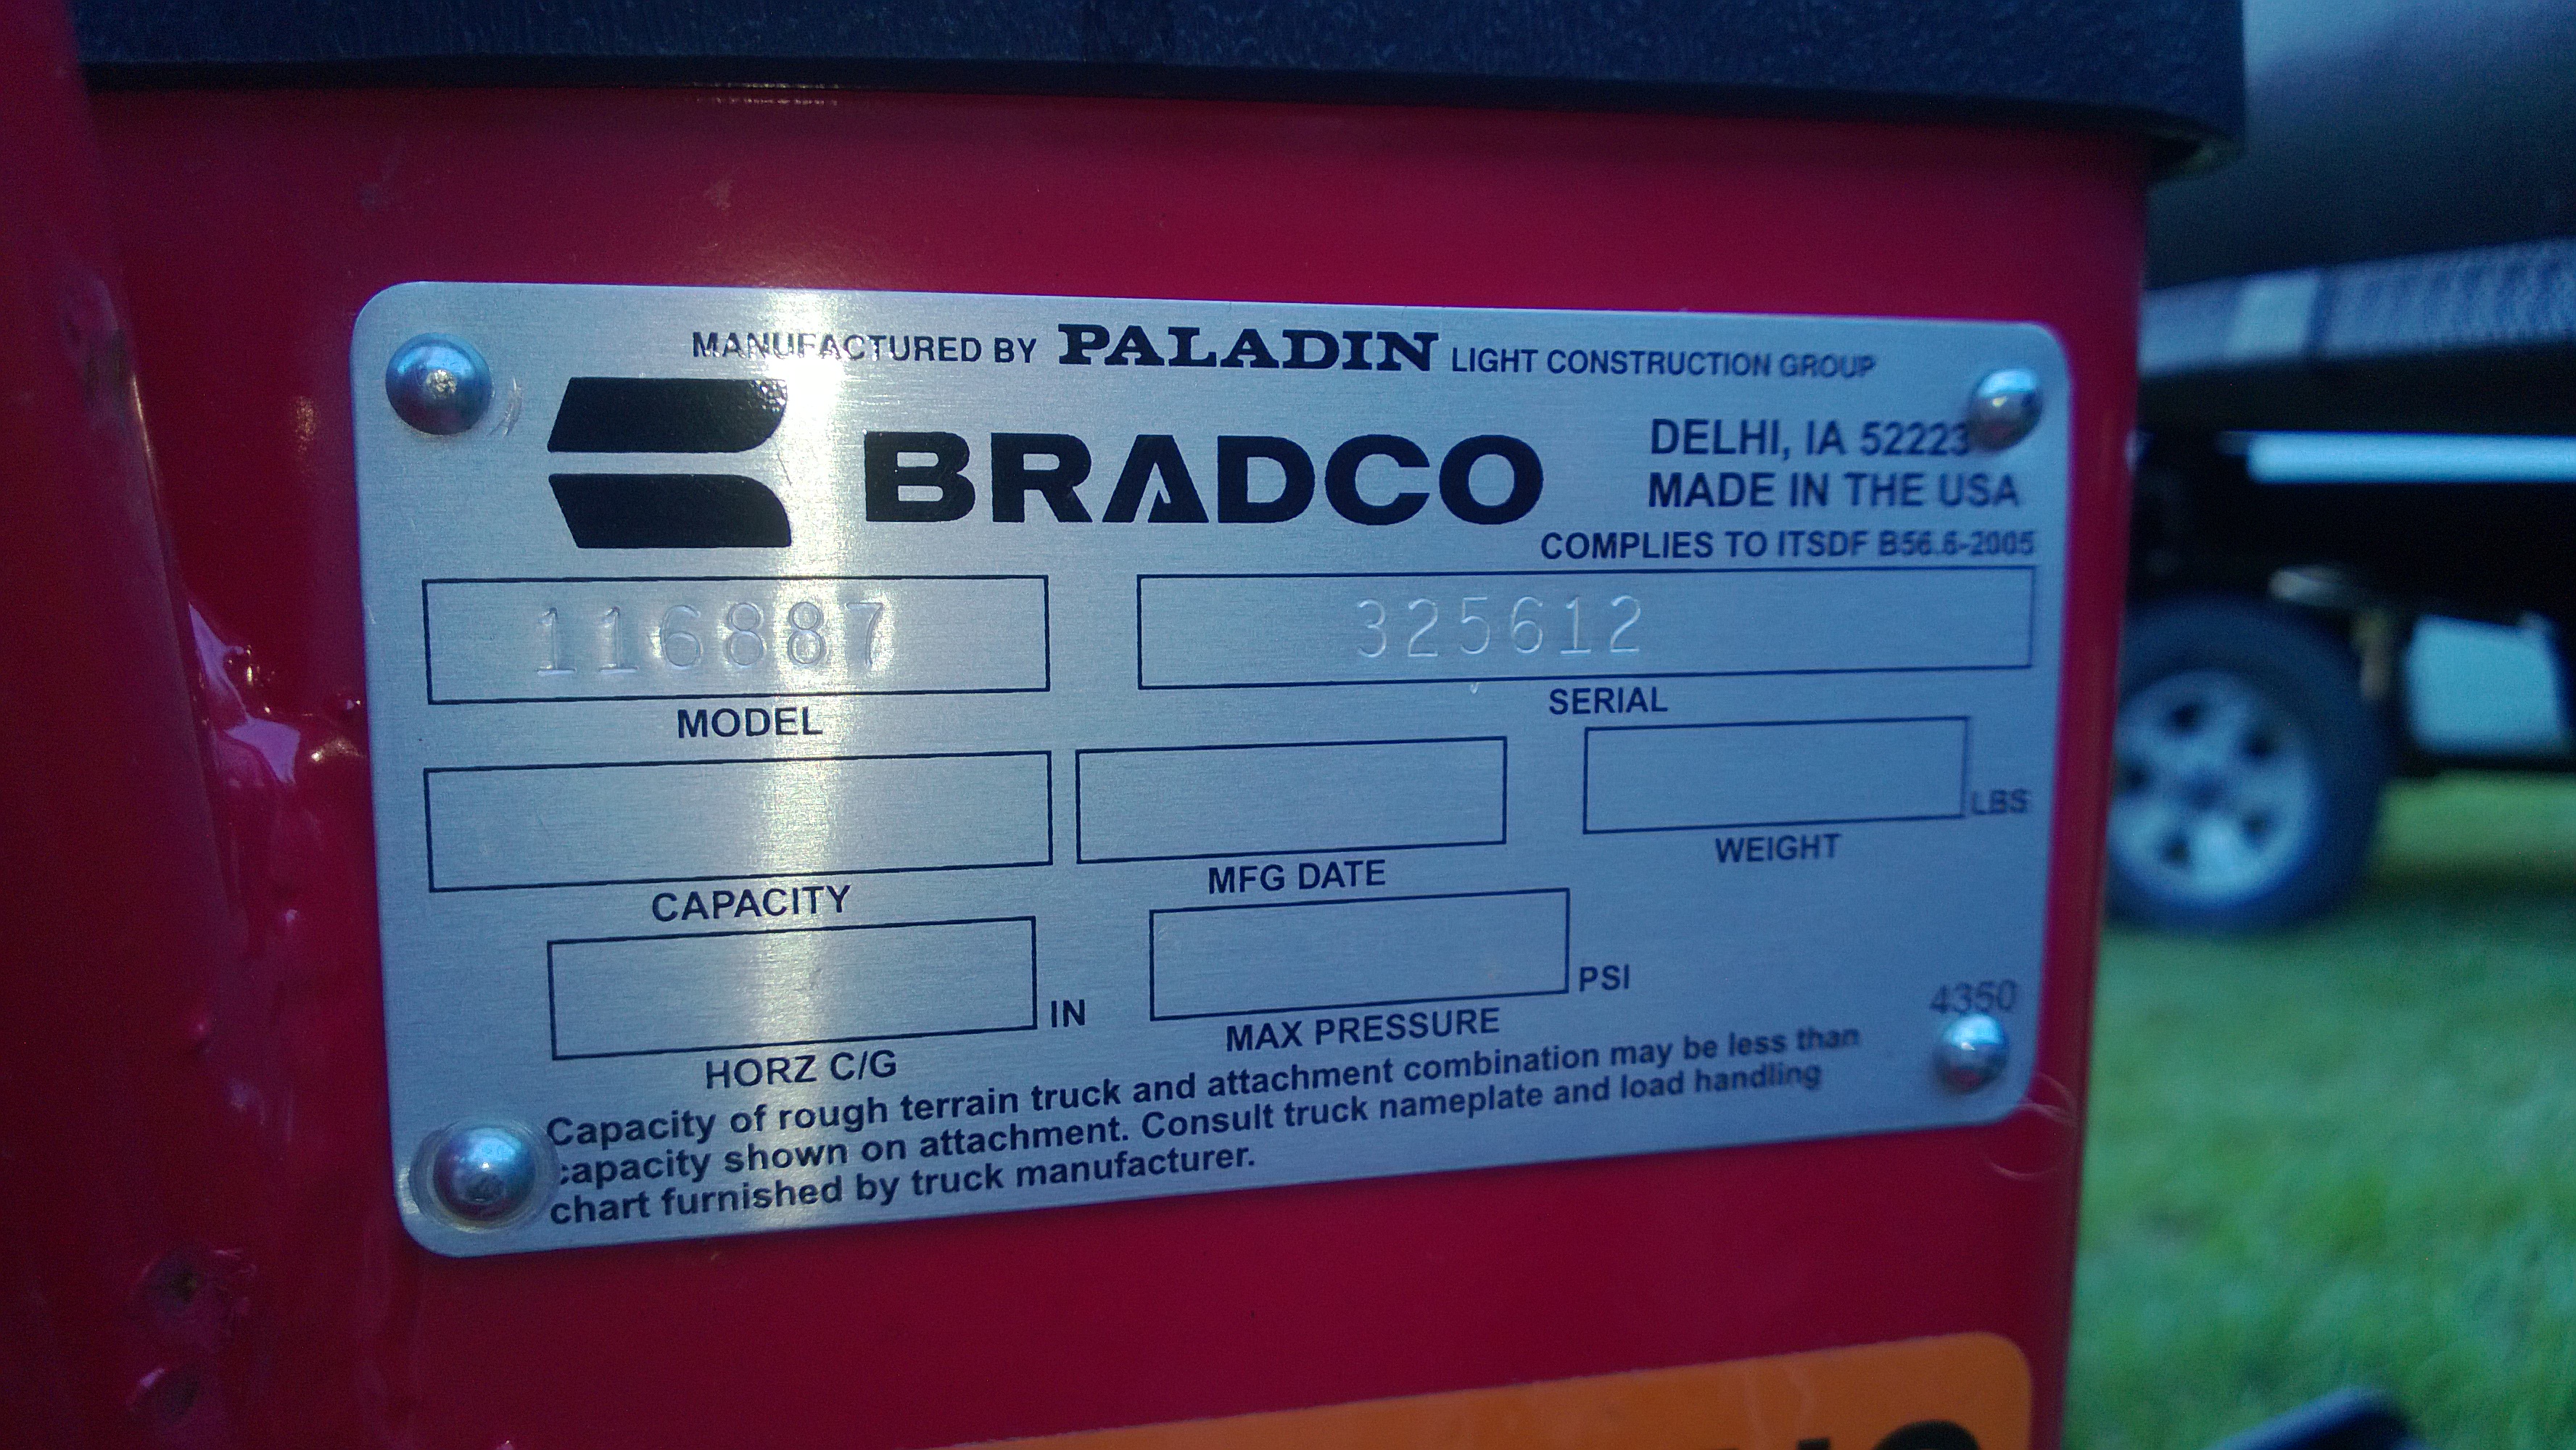 MANUFACTURED BY PALADIN LIGHT CONSTRUCTION GROUP
BRADCO
DELHI, IA 52223
MADE IN THE USA
COMPLIES TO ITSDF B56.6-2005
116887
325612
MODEL
SERIAL
LBS
CAPACITY
MFG DATE
WEIGHT
IN
PSI
HORZ C/G
MAX PRESSURE
4350
Capacity of rough terrain truck and attachment combination may be less than
capacity shown on attachment. Consult truck nameplate and load handling
chart furnished by truck manufacturer.